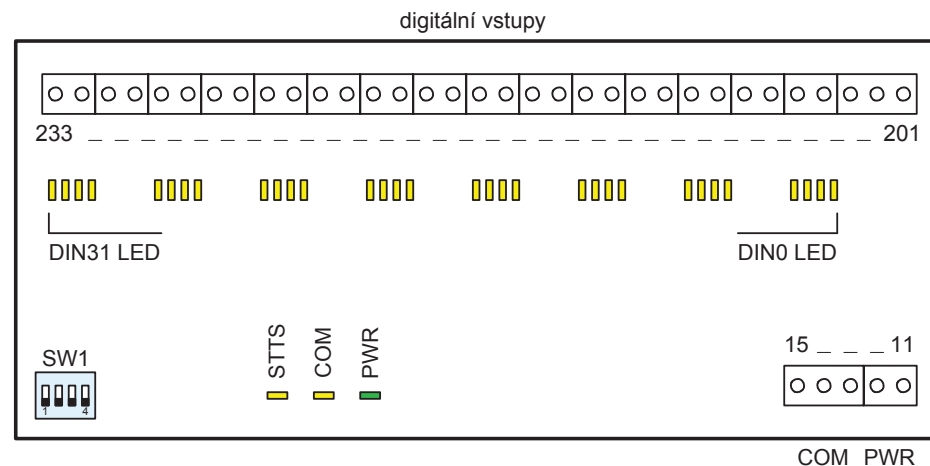 digitální vstupy
233 _ _ _ _ _ _ _ _ _ _ _ _ _ _ _ _ _ _ _ _ _ _ _ _ _ _ _ _ _ _ 201
DIN31 LED DIN0 LED
STTS COM PWR
SW1
1 4
15 _ _ _ 11
COM PWR